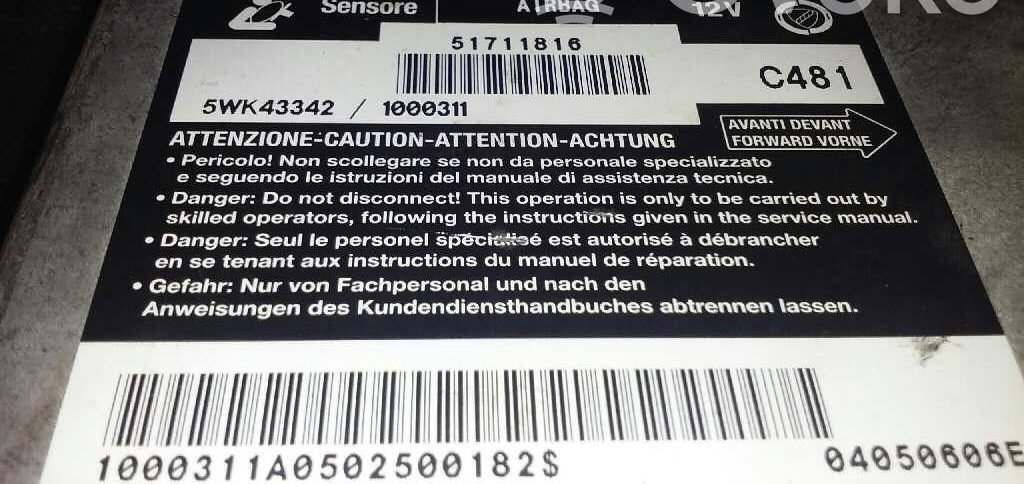 Sensore
AIRBAG
12V
51711816
C481
5WK43342 / 1000311
AVANTI DEVANT
FORWARD VORNE
ATTENZIONE-CAUTION-ATTENTION-ACHTUNG
• Pericolo! Non scollegare se non da personale specializzato
e seguendo le istruzioni del manuale di assistenza tecnica.
• Danger: Do not disconnect! This operation is only to be carried out by
skilled operators, following the instructions given in the service manual.
• Danger: Seul le personel spécialisé est autorisé à débrancher
en se tenant aux instructions du manuel de réparation.
• Gefahr: Nur von Fachpersonal und nach den
Anweisungen des Kundendiensthandbuches abtrennen lassen.
1000311A0502500182$
04050606E